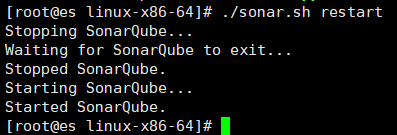 [root@es linux-x86-64]# ./sonar.sh restart
Stopping SonarQube...
Waiting for SonarQube to exit...
Stopped SonarQube.
Starting SonarQube...
Started SonarQube.
[root@es linux-x86-64]#